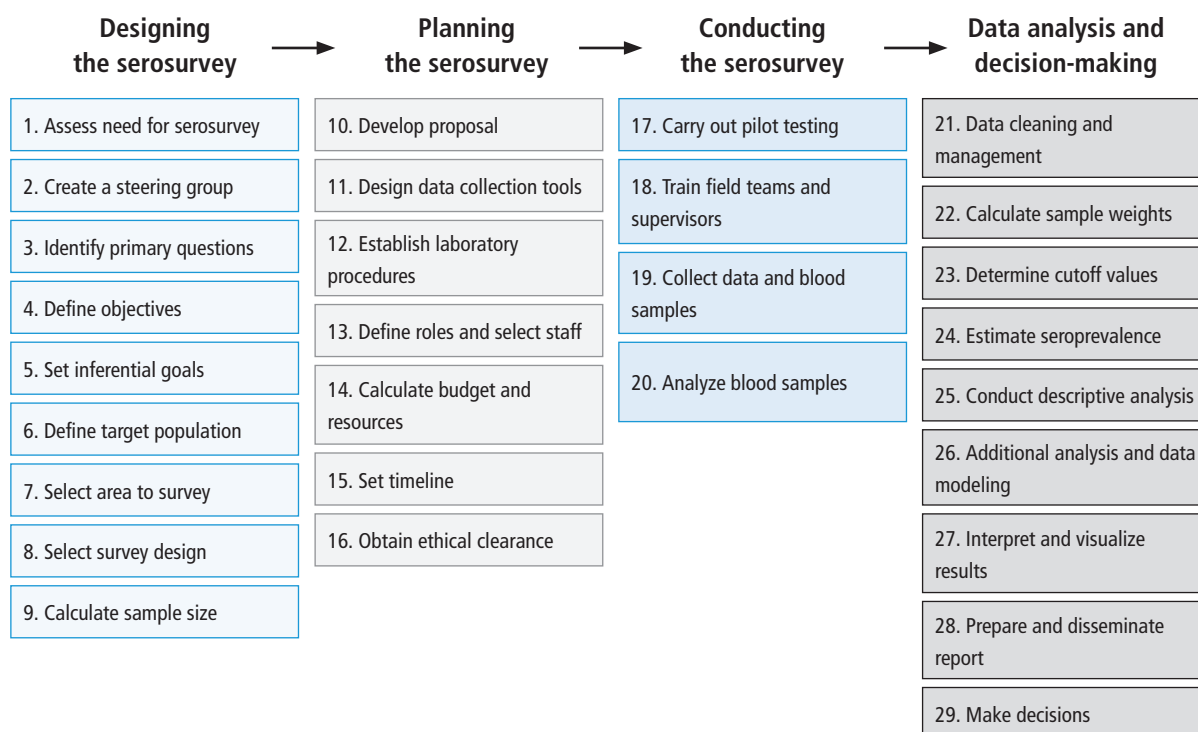 Designing
the serosurvey
1. Assess need for serosurvey
2. Create a steering group
3. Identify primary questions
4. Define objectives
5. Set inferential goals
6. Define target population
7. Select area to survey
8. Select survey design
9. Calculate sample size
Planning
the serosurvey
10. Develop proposal
11. Design data collection tools
12. Establish laboratory
procedures
13. Define roles and select staff
14. Calculate budget and
resources
15. Set timeline
16. Obtain ethical clearance
Conducting
the serosurvey
17. Carry out pilot testing
18. Train field teams and
supervisors
19. Collect data and blood
samples
20. Analyze blood samples
Data analysis and
decision-making
21. Data cleaning and
management
22. Calculate sample weights
23. Determine cutoff values
24. Estimate seroprevalence
25. Conduct descriptive analysis
26. Additional analysis and data
modeling
27. Interpret and visualize
results
28. Prepare and disseminate
report
29. Make decisions